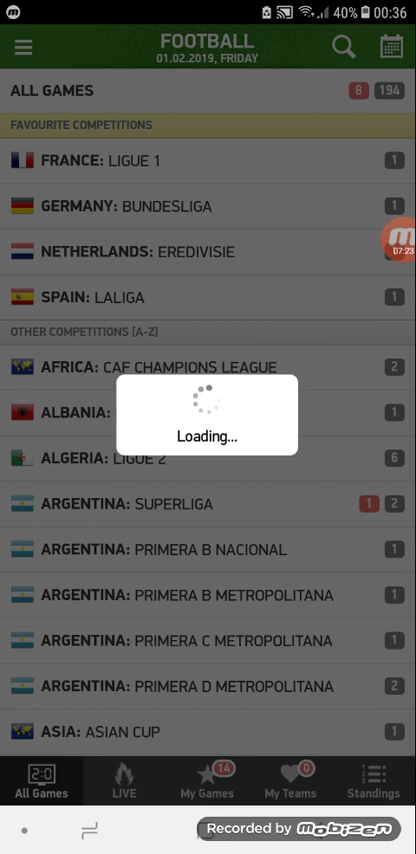 40% 00:36
FOOTBALL
01.02.2019, FRIDAY
ALL GAMES 8 194
FAVOURITE COMPETITIONS
FRANCE: LIGUE 1 1
GERMANY: BUNDESLIGA 1
NETHERLANDS: EREDIVISIE
07:23
SPAIN: LALIGA 1
OTHER COMPETITIONS [A-Z]
AFRICA: CAF CHAMPIONS LEAGUE 2
ALBANIA: 1
Loading...
ALGERIA: LIGUE 2 6
ARGENTINA: SUPERLIGA 1 2
ARGENTINA: PRIMERA B NACIONAL 1
ARGENTINA: PRIMERA B METROPOLITANA 1
ARGENTINA: PRIMERA C METROPOLITANA 1
ARGENTINA: PRIMERA D METROPOLITANA 2
ASIA: ASIAN CUP 1
2:0 14 0 1 2 3
All Games LIVE My Games My Teams Standings
Recorded by mobizen